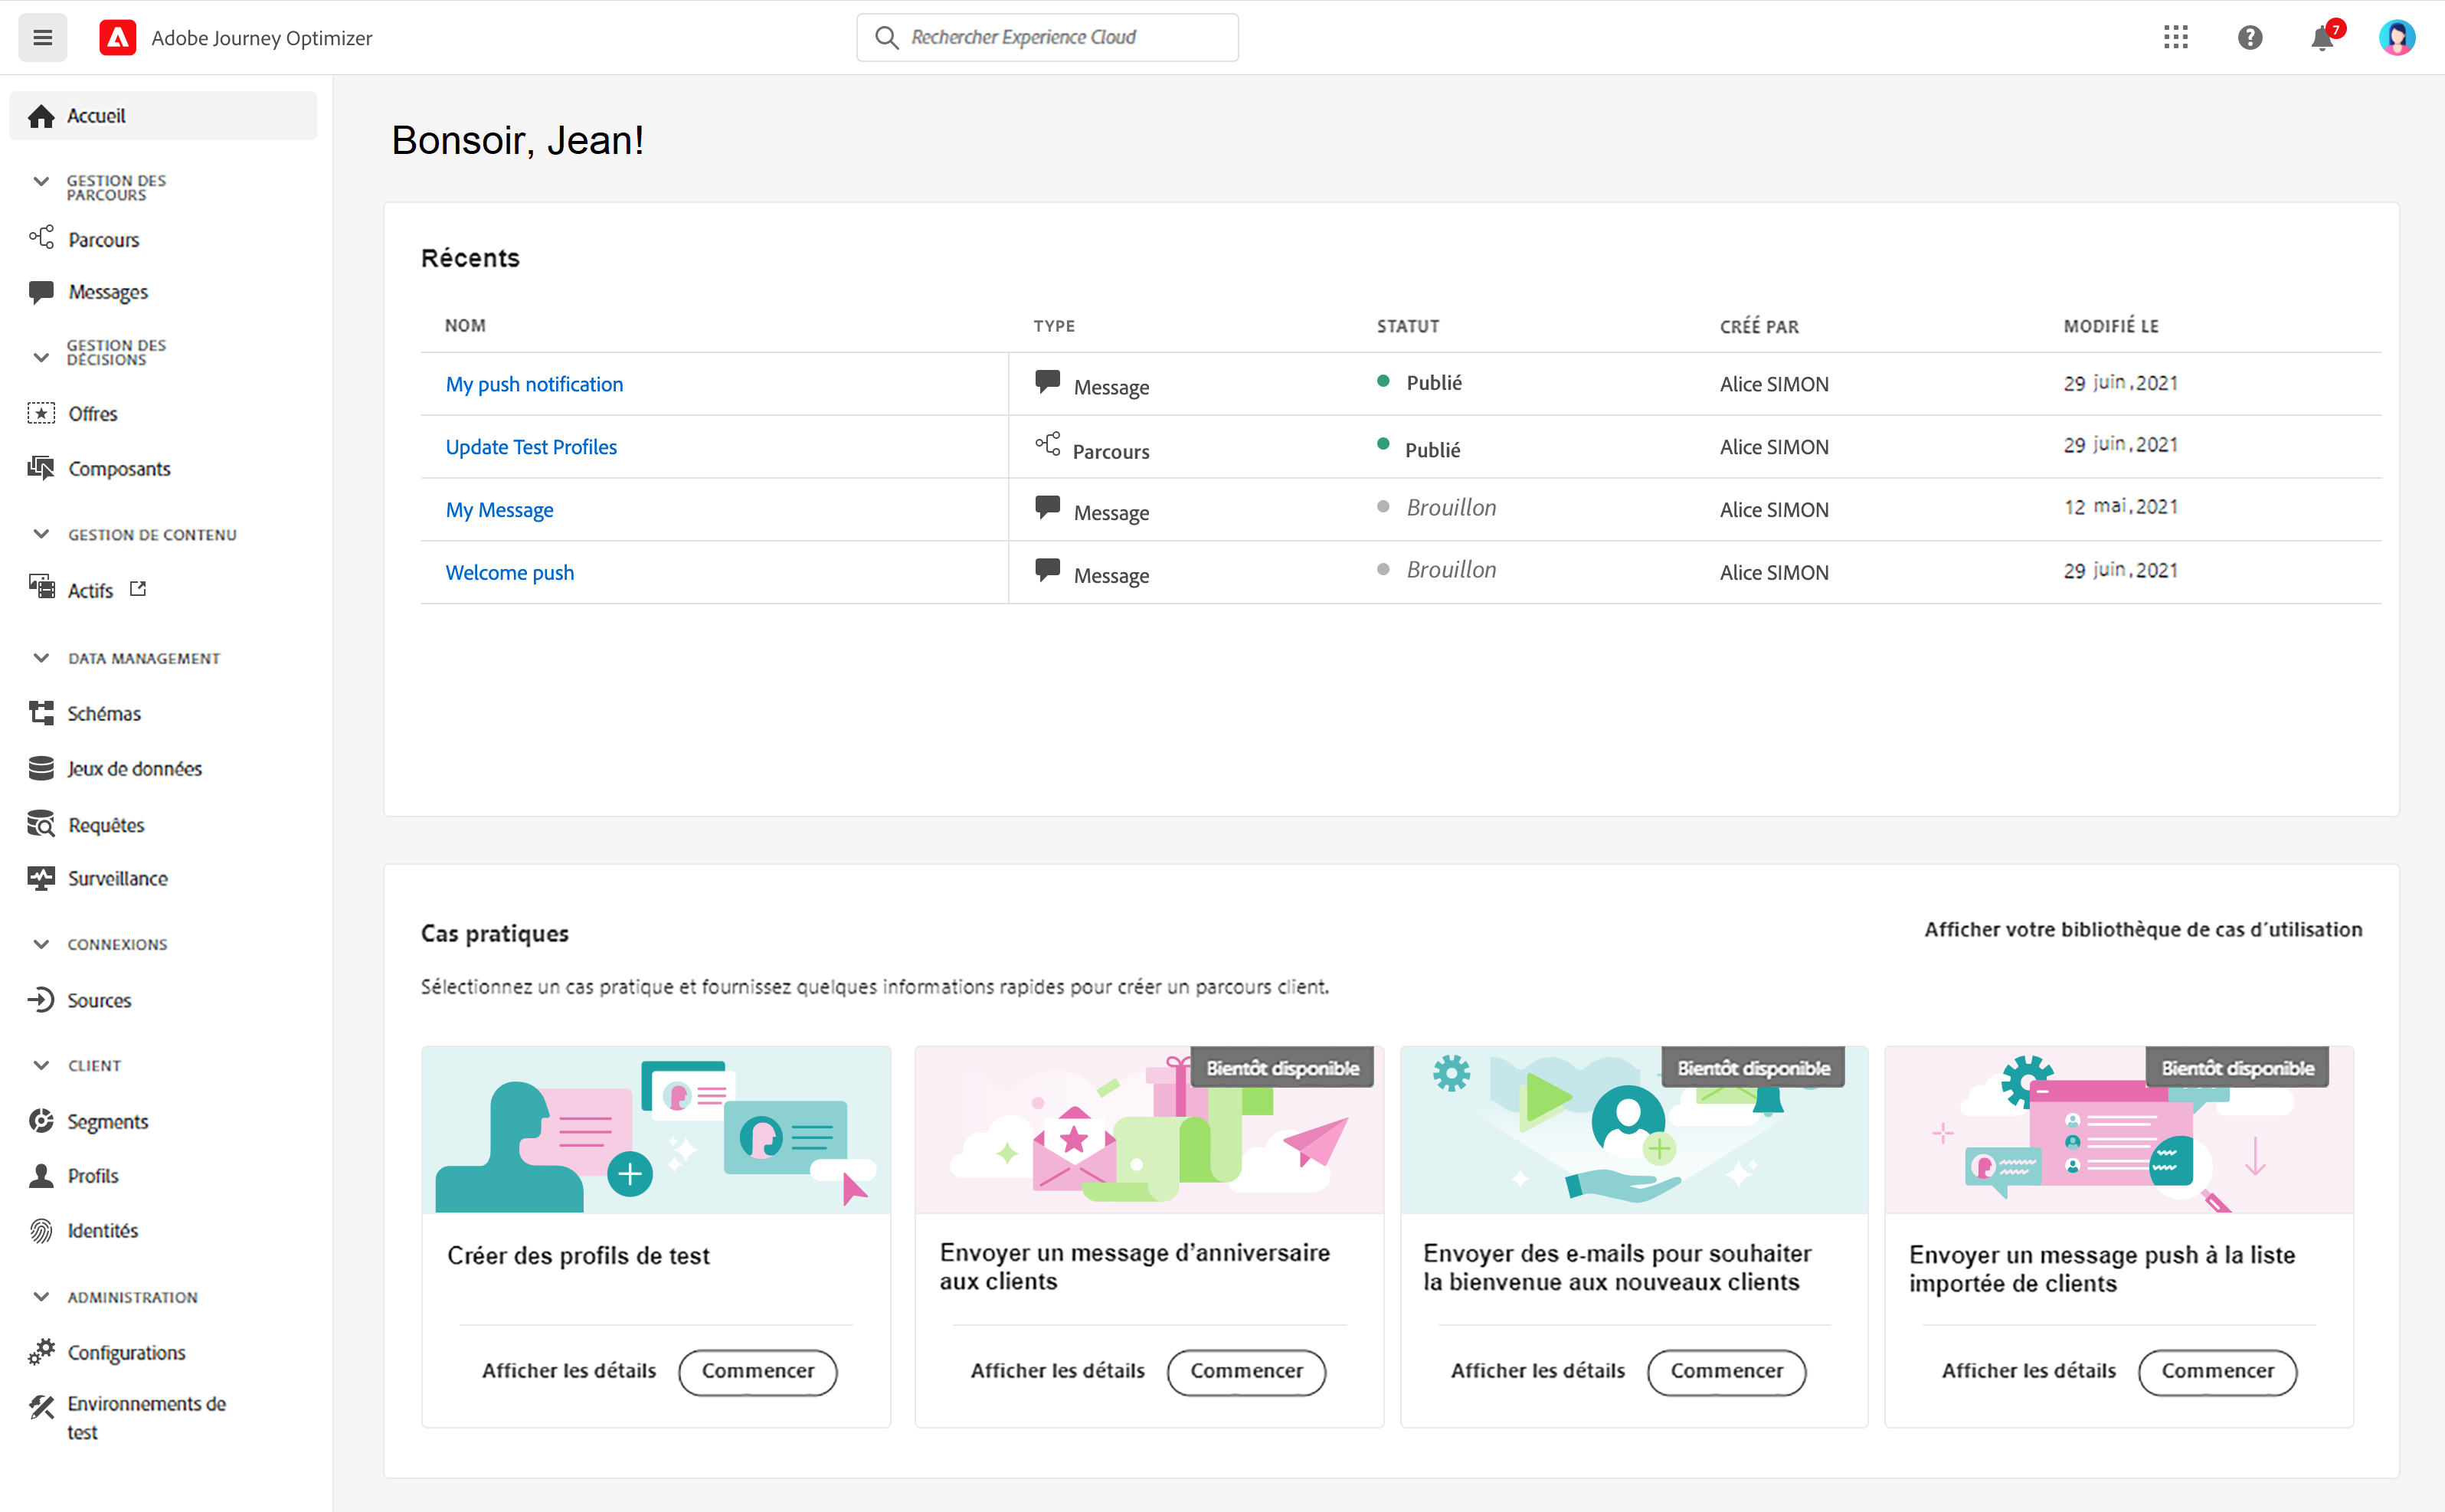 Adobe Journey Optimizer
Rechercher Experience Cloud
7
Accueil
GESTION DES
PARCOURS
Parcours
Messages
GESTION DES
DÉCISIONS
Offres
Composants
GESTION DE CONTENU
Actifs
DATA MANAGEMENT
Schémas
Jeux de données
Requêtes
Surveillance
CONNEXIONS
Sources
CLIENT
Segments
Profils
Identités
ADMINISTRATION
Configurations
Environnements de
test
Bonsoir, Jean!
Récents
NOM TYPE STATUT CRÉÉ PAR MODIFIÉ LE
My push notification Message Publié Alice SIMON 29 juin,2021
Update Test Profiles Parcours Publié Alice SIMON 29 juin,2021
My Message Message Brouillon Alice SIMON 12 mai,2021
Welcome push Message Brouillon Alice SIMON 29 juin,2021
Cas pratiques
Afficher votre bibliothèque de cas d´utilisation
Sélectionnez un cas pratique et fournissez quelques informations rapides pour créer un parcours client.
Créer des profils de test
Afficher les détails Commencer
Bientôt disponible
Envoyer un message d’anniversaire
aux clients
Afficher les détails Commencer
Bientôt disponible
Envoyer des e-mails pour souhaiter
la bienvenue aux nouveaux clients
Afficher les détails Commencer
Bientôt disponible
Envoyer un message push à la liste
importée de clients
Afficher les détails Commencer